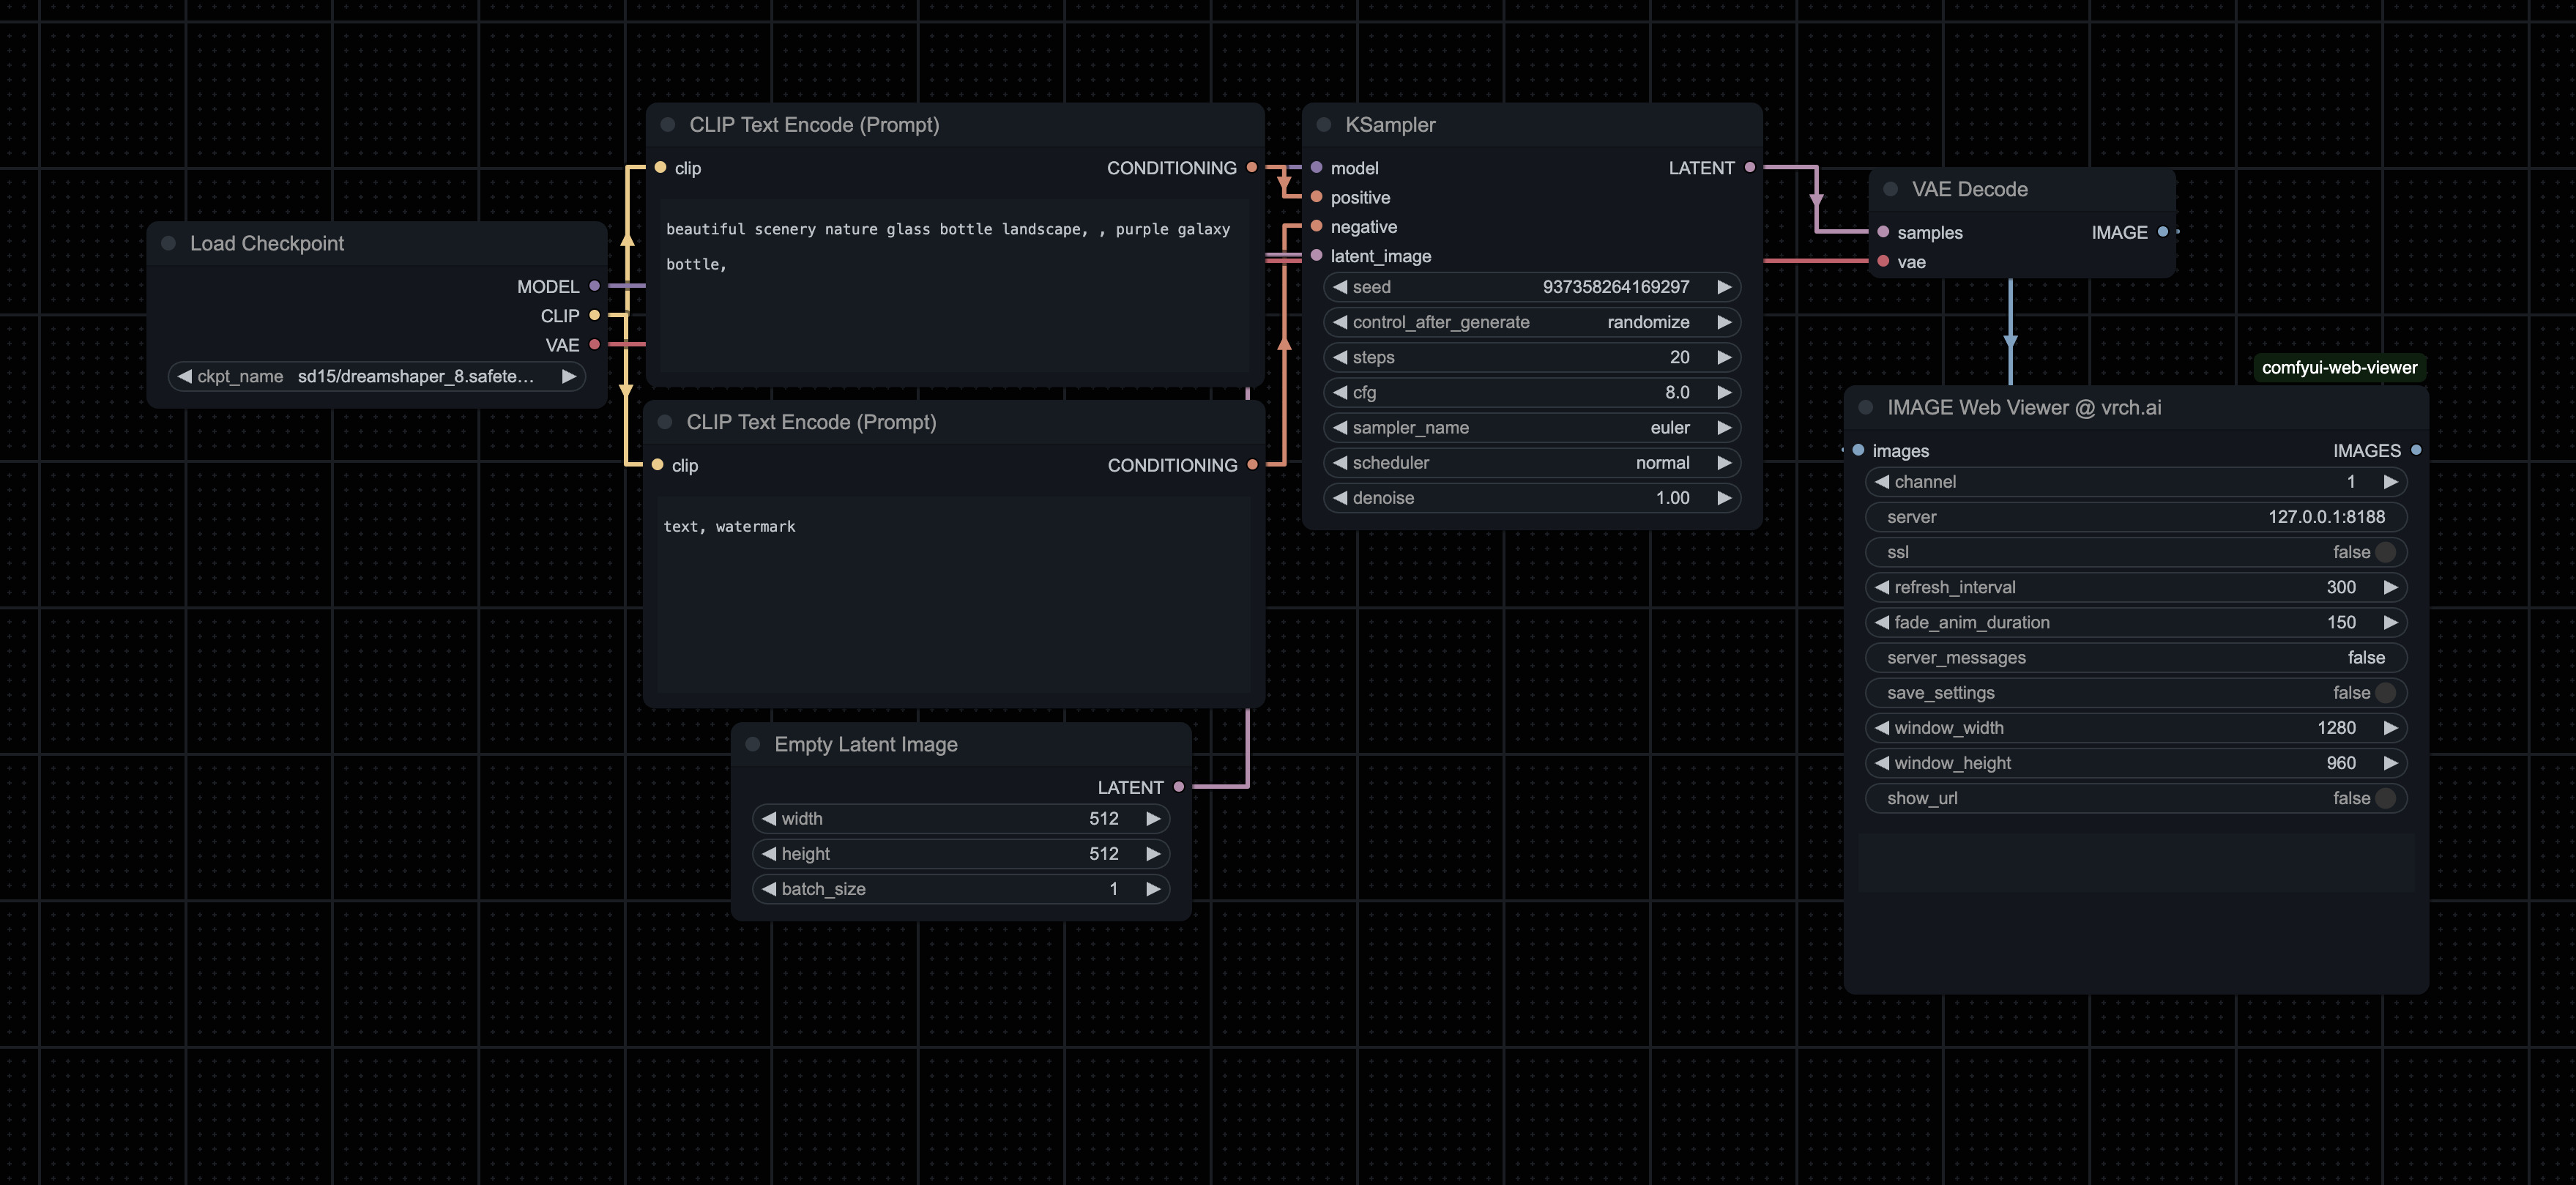 Load Checkpoint
MODEL
CLIP
VAE
ckpt_name sd15/dreamshaper_8.safete...
CLIP Text Encode (Prompt)
clip CONDITIONING
beautiful scenery nature glass bottle landscape, , purple galaxy
bottle,
CLIP Text Encode (Prompt)
clip CONDITIONING
text, watermark
Empty Latent Image
LATENT
width 512
height 512
batch_size 1
KSampler
model LATENT
positive
negative
latent_image
seed 937358264169297
control_after_generate randomize
steps 20
cfg 8.0
sampler_name euler
scheduler normal
denoise 1.00
VAE Decode
samples IMAGE
vae
comfyui-web-viewer
IMAGE Web Viewer @ vrch.ai
images IMAGES
channel 1
server 127.0.0.1:8188
ssl false
refresh_interval 300
fade_anim_duration 150
server_messages false
save_settings false
window_width 1280
window_height 960
show_url false